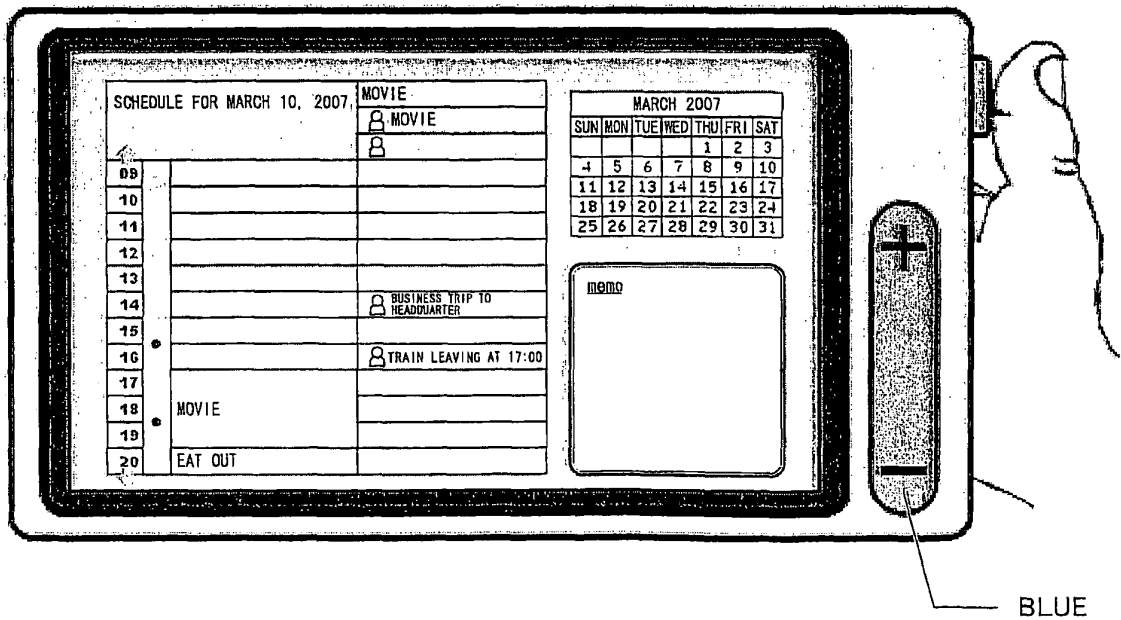 SCHEDULE FOR MARCH 10, 2007,
MOVIE
MOVIE
09
10
11
12
13
14 BUSINESS TRIP TO
HEADQUARTER
15
16 TRAIN LEAVING AT 17:00
17
18 MOVIE
19
20 EAT OUT
MARCH 2007
SUN MON TUE WED THU FRI SAT
1 2 3
4 5 6 7 8 9 10
11 12 13 14 15 16 17
18 19 20 21 22 23 24
25 26 27 28 29 30 31
memo
+
−
BLUE